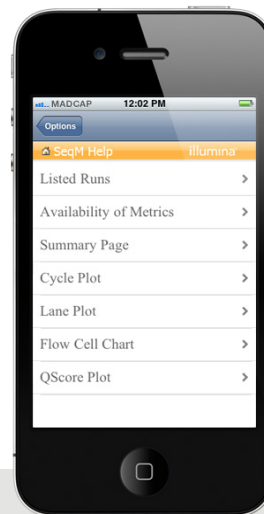 MADCAP 12:02 PM
Options
SeqM Help illumina
Listed Runs
Availability of Metrics
Summary Page
Cycle Plot
Lane Plot
Flow Cell Chart
QScore Plot